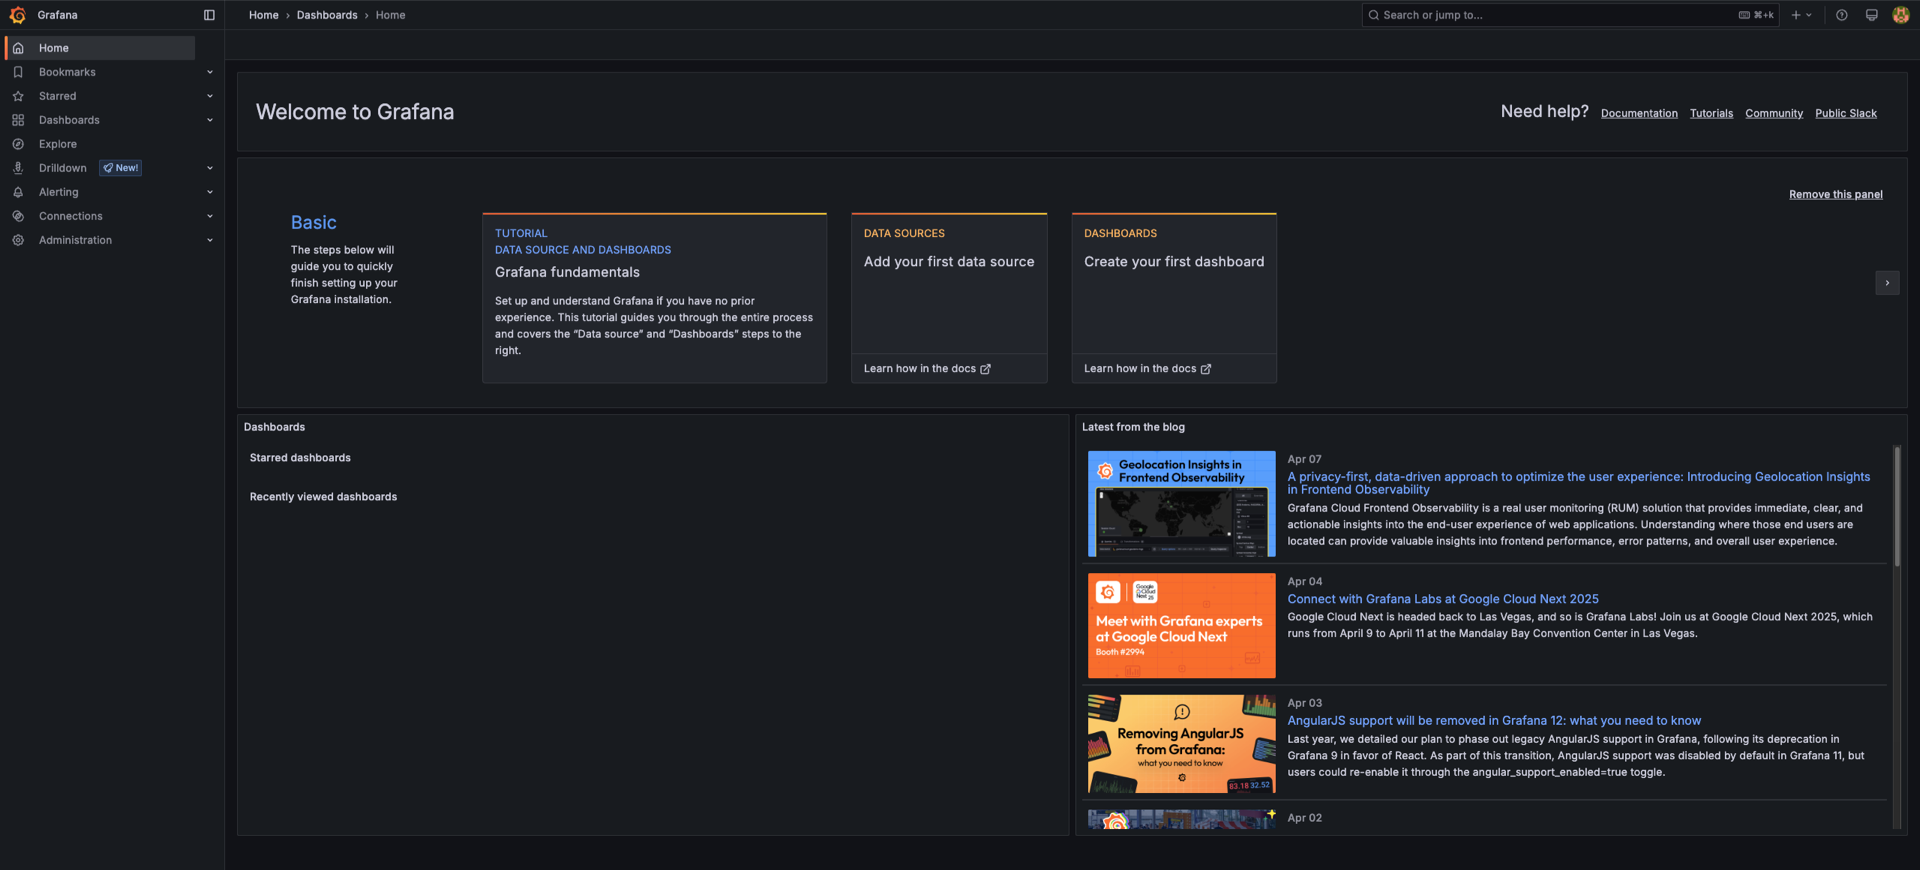 Grafana
Home › Dashboards › Home
Search or jump to...
⌘+k
Home
Bookmarks
Starred
Dashboards
Explore
Drilldown New!
Alerting
Connections
Administration
Welcome to Grafana
Need help? Documentation Tutorials Community Public Slack
Remove this panel
Basic
The steps below will
guide you to quickly
finish setting up your
Grafana installation.
TUTORIAL
DATA SOURCE AND DASHBOARDS
Grafana fundamentals
Set up and understand Grafana if you have no prior
experience. This tutorial guides you through the entire process
and covers the “Data source” and “Dashboards” steps to the
right.
DATA SOURCES
Add your first data source
Learn how in the docs
DASHBOARDS
Create your first dashboard
Learn how in the docs
Dashboards
Starred dashboards
Recently viewed dashboards
Latest from the blog
Geolocation Insights in
Frontend Observability
Apr 07
A privacy-first, data-driven approach to optimize the user experience: Introducing Geolocation Insights
in Frontend Observability
Grafana Cloud Frontend Observability is a real user monitoring (RUM) solution that provides immediate, clear, and
actionable insights into the end-user experience of web applications. Understanding where those end users are
located can provide valuable insights into frontend performance, error patterns, and overall user experience.
Google
Cloud
Next 25
Meet with Grafana experts
at Google Cloud Next
Booth #2994
Apr 04
Connect with Grafana Labs at Google Cloud Next 2025
Google Cloud Next is headed back to Las Vegas, and so is Grafana Labs! Join us at Google Cloud Next 2025, which
runs from April 9 to April 11 at the Mandalay Bay Convention Center in Las Vegas.
Removing AngularJS
from Grafana:
what you need to know
83.18 32.52
Apr 03
AngularJS support will be removed in Grafana 12: what you need to know
Last year, we detailed our plan to phase out legacy AngularJS support in Grafana, following its deprecation in
Grafana 9 in favor of React. As part of this transition, AngularJS support was disabled by default in Grafana 11, but
users could re-enable it through the angular_support_enabled=true toggle.
Apr 02